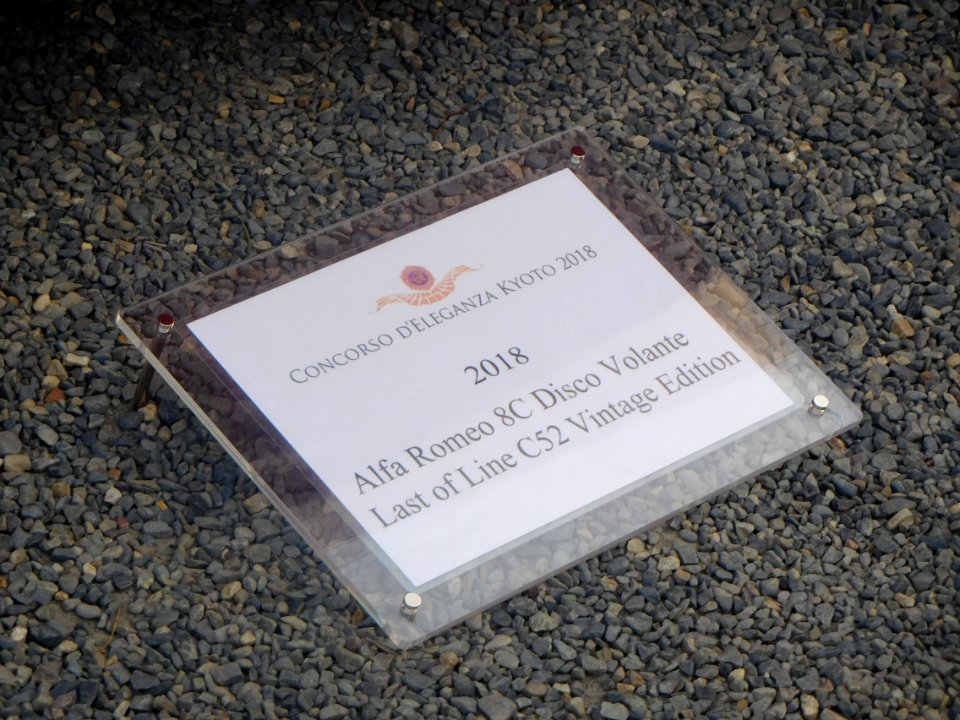 Concorso d'Eleganza Kyoto 2018
2018
Alfa Romeo 8C Disco Volante
Last of Line C52 Vintage Edition